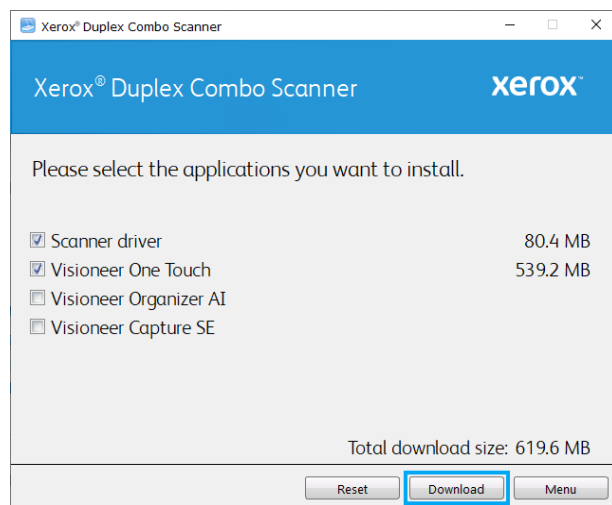 Xerox® Duplex Combo Scanner
Xerox® Duplex Combo Scanner xerox™
Please select the applications you want to install.
Scanner driver 80.4 MB
Visioneer One Touch 539.2 MB
Visioneer Organizer AI
Visioneer Capture SE
Total download size: 619.6 MB
Reset Download Menu